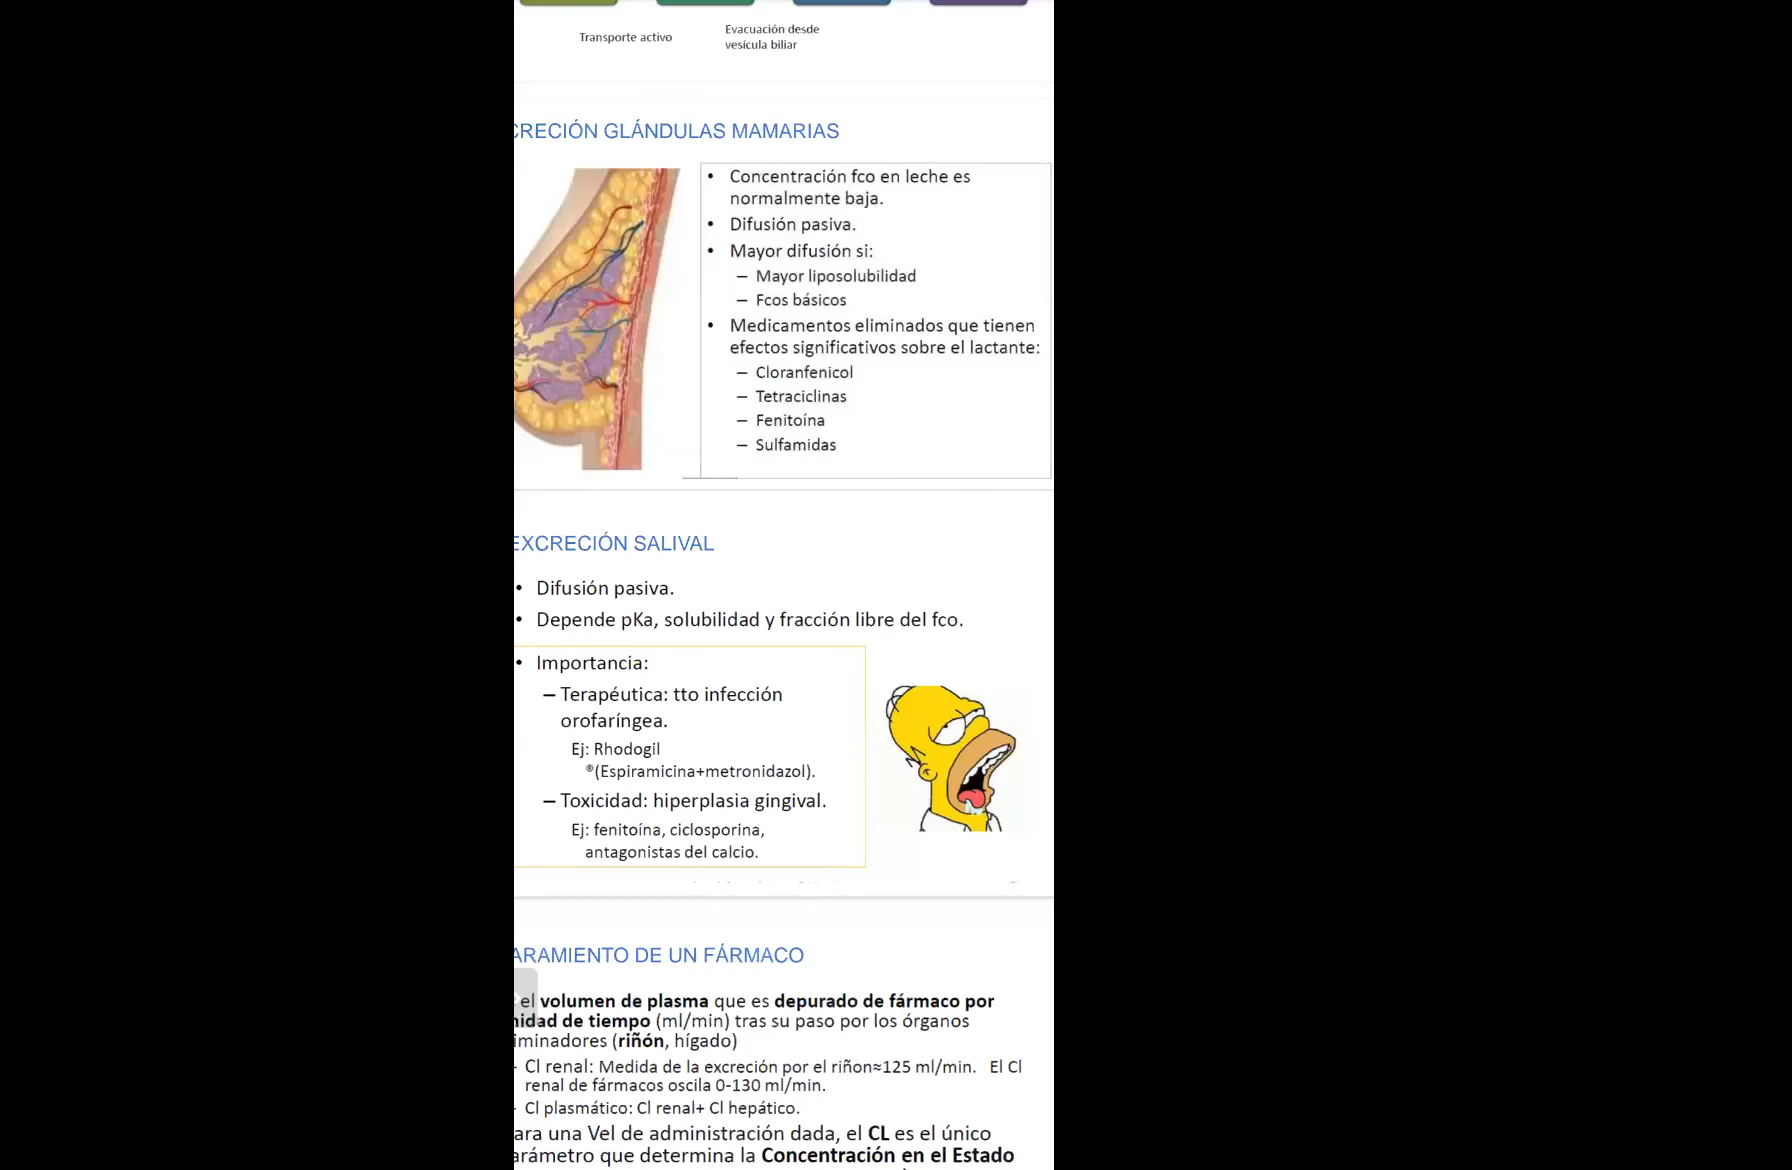 Transporte activo
Evacuación desde
vesícula biliar
CRECIÓN GLÁNDULAS MAMARIAS
• Concentración fco en leche es
normalmente baja.
• Difusión pasiva.
• Mayor difusión si:
– Mayor liposolubilidad
– Fcos básicos
• Medicamentos eliminados que tienen
efectos significativos sobre el lactante:
– Cloranfenicol
– Tetraciclinas
– Fenitoína
– Sulfamidas
EXCRECIÓN SALIVAL
• Difusión pasiva.
• Depende pKa, solubilidad y fracción libre del fco.
• Importancia:
– Terapéutica: tto infección
orofaríngea.
Ej: Rhodogil
®(Espiramicina+metronidazol).
– Toxicidad: hiperplasia gingival.
Ej: fenitoína, ciclosporina,
antagonistas del calcio.
ARAMIENTO DE UN FÁRMACO
el volumen de plasma que es depurado de fármaco por
nidad de tiempo (ml/min) tras su paso por los órganos
iminadores (riñón, hígado)
- Cl renal: Medida de la excreción por el riñon≈125 ml/min. El Cl
renal de fármacos oscila 0-130 ml/min.
- Cl plasmático: Cl renal+ Cl hepático.
ara una Vel de administración dada, el CL es el único
arámetro que determina la Concentración en el Estado